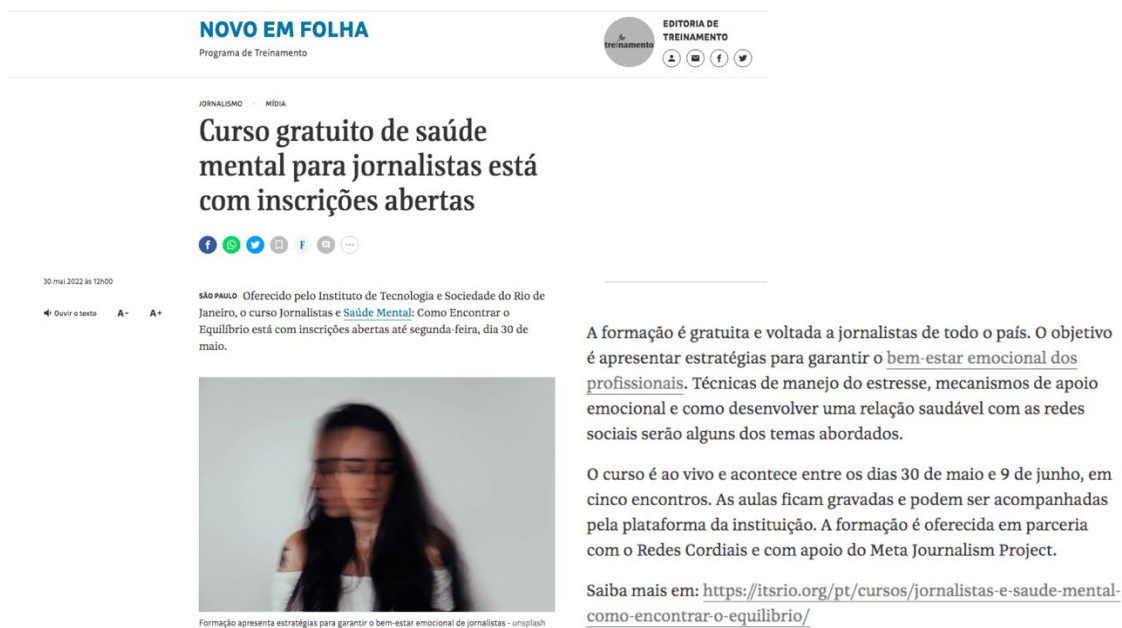 NOVO EM FOLHA
Programa de Treinamento
treinamento
EDITORIA DE
TREINAMENTO
JORNALISMO MÍDIA
Curso gratuito de saúde
mental para jornalistas está
com inscrições abertas
30.mai.2022 às 12h00
Ouvir o texto A- A+
SÃO PAULO Oferecido pelo Instituto de Tecnologia e Sociedade do Rio de
Janeiro, o curso Jornalistas e Saúde Mental: Como Encontrar o
Equilíbrio está com inscrições abertas até segunda-feira, dia 30 de
maio.
Formação apresenta estratégias para garantir o bem-estar emocional de jornalistas - unsplash
A formação é gratuita e voltada a jornalistas de todo o país. O objetivo
é apresentar estratégias para garantir o bem-estar emocional dos
profissionais. Técnicas de manejo do estresse, mecanismos de apoio
emocional e como desenvolver uma relação saudável com as redes
sociais serão alguns dos temas abordados.
O curso é ao vivo e acontece entre os dias 30 de maio e 9 de junho, em
cinco encontros. As aulas ficam gravadas e podem ser acompanhadas
pela plataforma da instituição. A formação é oferecida em parceria
com o Redes Cordiais e com apoio do Meta Journalism Project.
Saiba mais em: https://itsrio.org/pt/cursos/jornalistas-e-saude-mental-
como-encontrar-o-equilibrio/